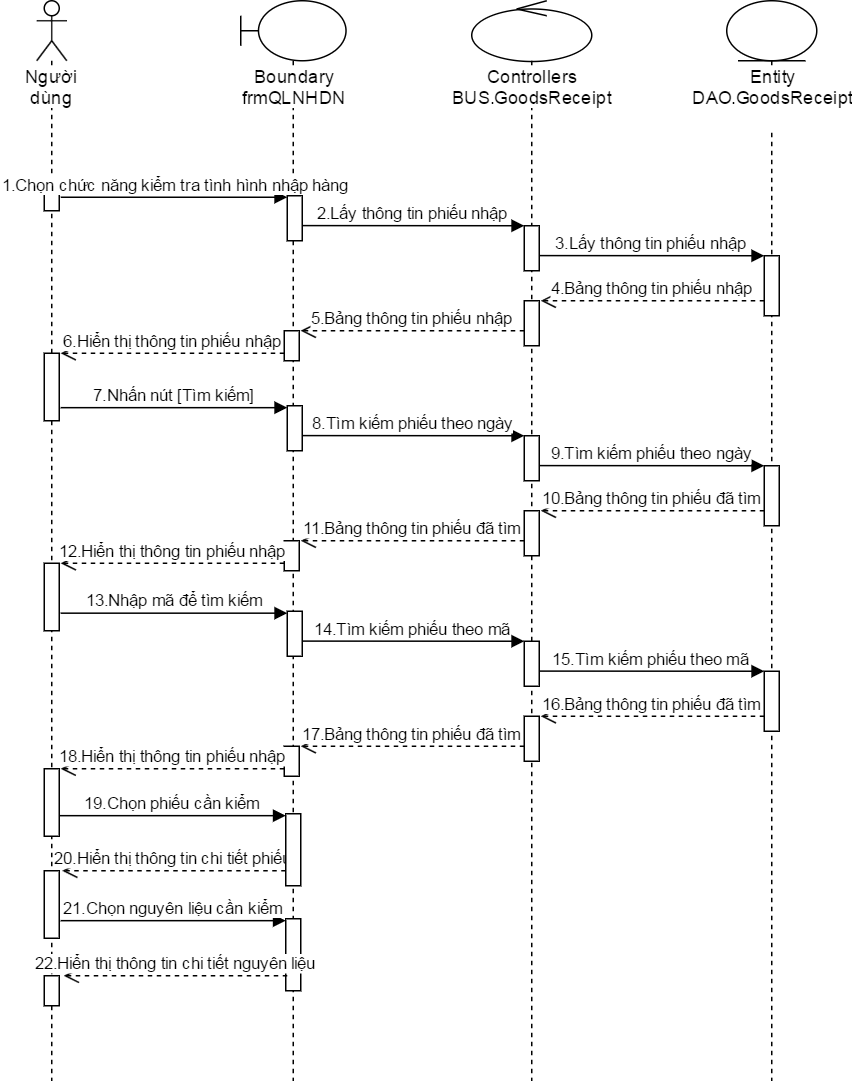 Người
dùng
Boundary
frmQLNHDN
Controllers
BUS.GoodsReceipt
Entity
DAO.GoodsReceipt
1.Chọn chức năng kiểm tra tình hình nhập hàng
2.Lấy thông tin phiếu nhập
3.Lấy thông tin phiếu nhập
4.Bảng thông tin phiếu nhập
5.Bảng thông tin phiếu nhập
6.Hiển thị thông tin phiếu nhập
7.Nhấn nút [Tìm kiếm]
8.Tìm kiếm phiếu theo ngày
9.Tìm kiếm phiếu theo ngày
10.Bảng thông tin phiếu đã tìm
11.Bảng thông tin phiếu đã tìm
12.Hiển thị thông tin phiếu nhập
13.Nhập mã để tìm kiếm
14.Tìm kiếm phiếu theo mã
15.Tìm kiếm phiếu theo mã
16.Bảng thông tin phiếu đã tìm
17.Bảng thông tin phiếu đã tìm
18.Hiển thị thông tin phiếu nhập
19.Chọn phiếu cần kiểm
20.Hiển thị thông tin chi tiết phiếu
21.Chọn nguyên liệu cần kiểm
22.Hiển thị thông tin chi tiết nguyên liệu